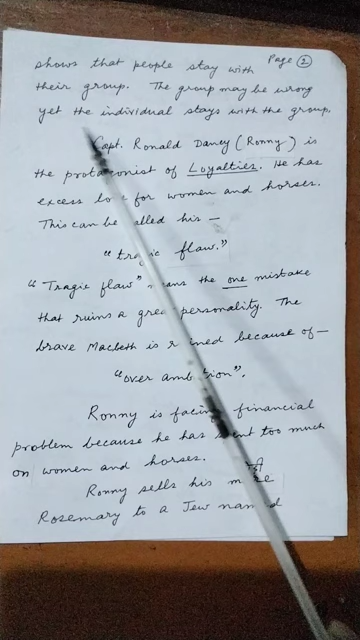 Page 2
shows that people stay with
their group. The group may be wrong
yet the individual stays with the group.
Capt. Ronald Dancy (Ronny) is
the protagonist of Loyalties. He has
excess love for women and horses.
This can be called his —
"tragic flaw."
"Tragic flaw" means the one mistake
that ruins a great personality. The
brave Macbeth is ruined because of —
"over ambition".
Ronny is facing financial
problem because he has spent too much
on women and horses.
Ronny sells his mare
Rosemary to a Jew named